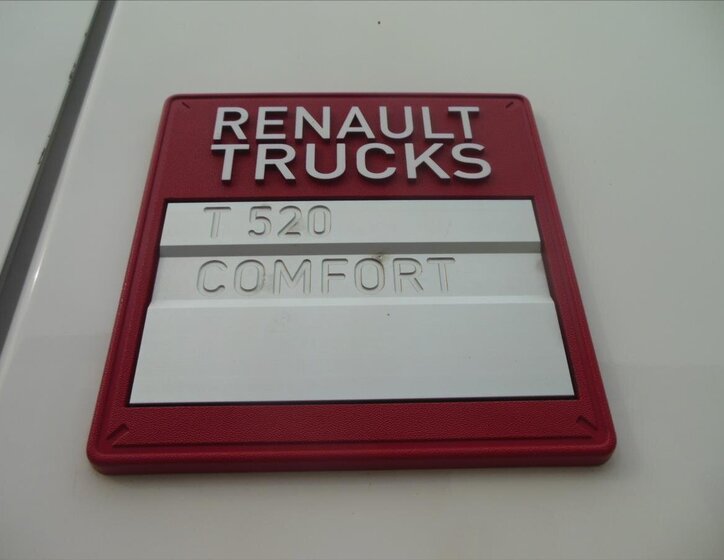 RENAULT
TRUCKS
T 520
COMFORT